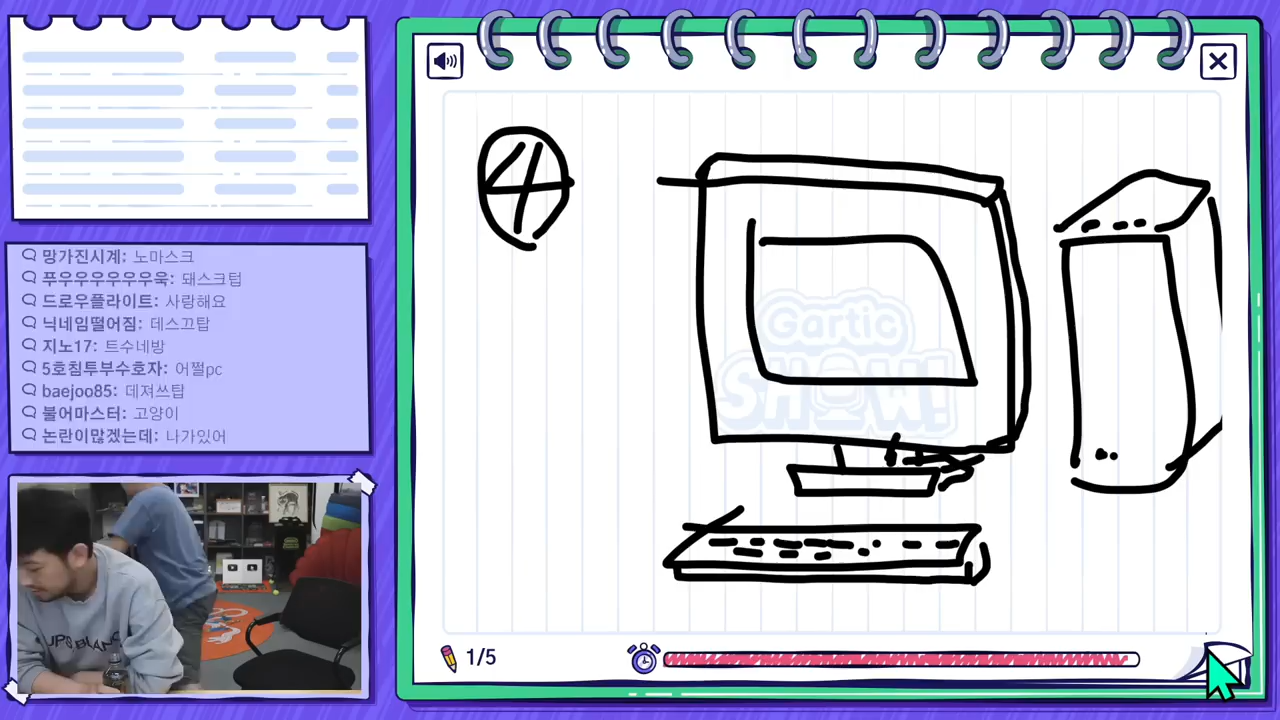 4
Gartic
SHOW!
망가진시계: 노마스크
푸우우우우우우욱: 돼스크텁
드로우플라이트: 사랑해요
닉네임떨어짐: 데스끄탑
지노17: 트수네방
5호침투부수호자: 어쩔pc
baejoo85: 데져쓰탑
불어마스터: 고양이
논란이많겠는데: 나가있어
1/5